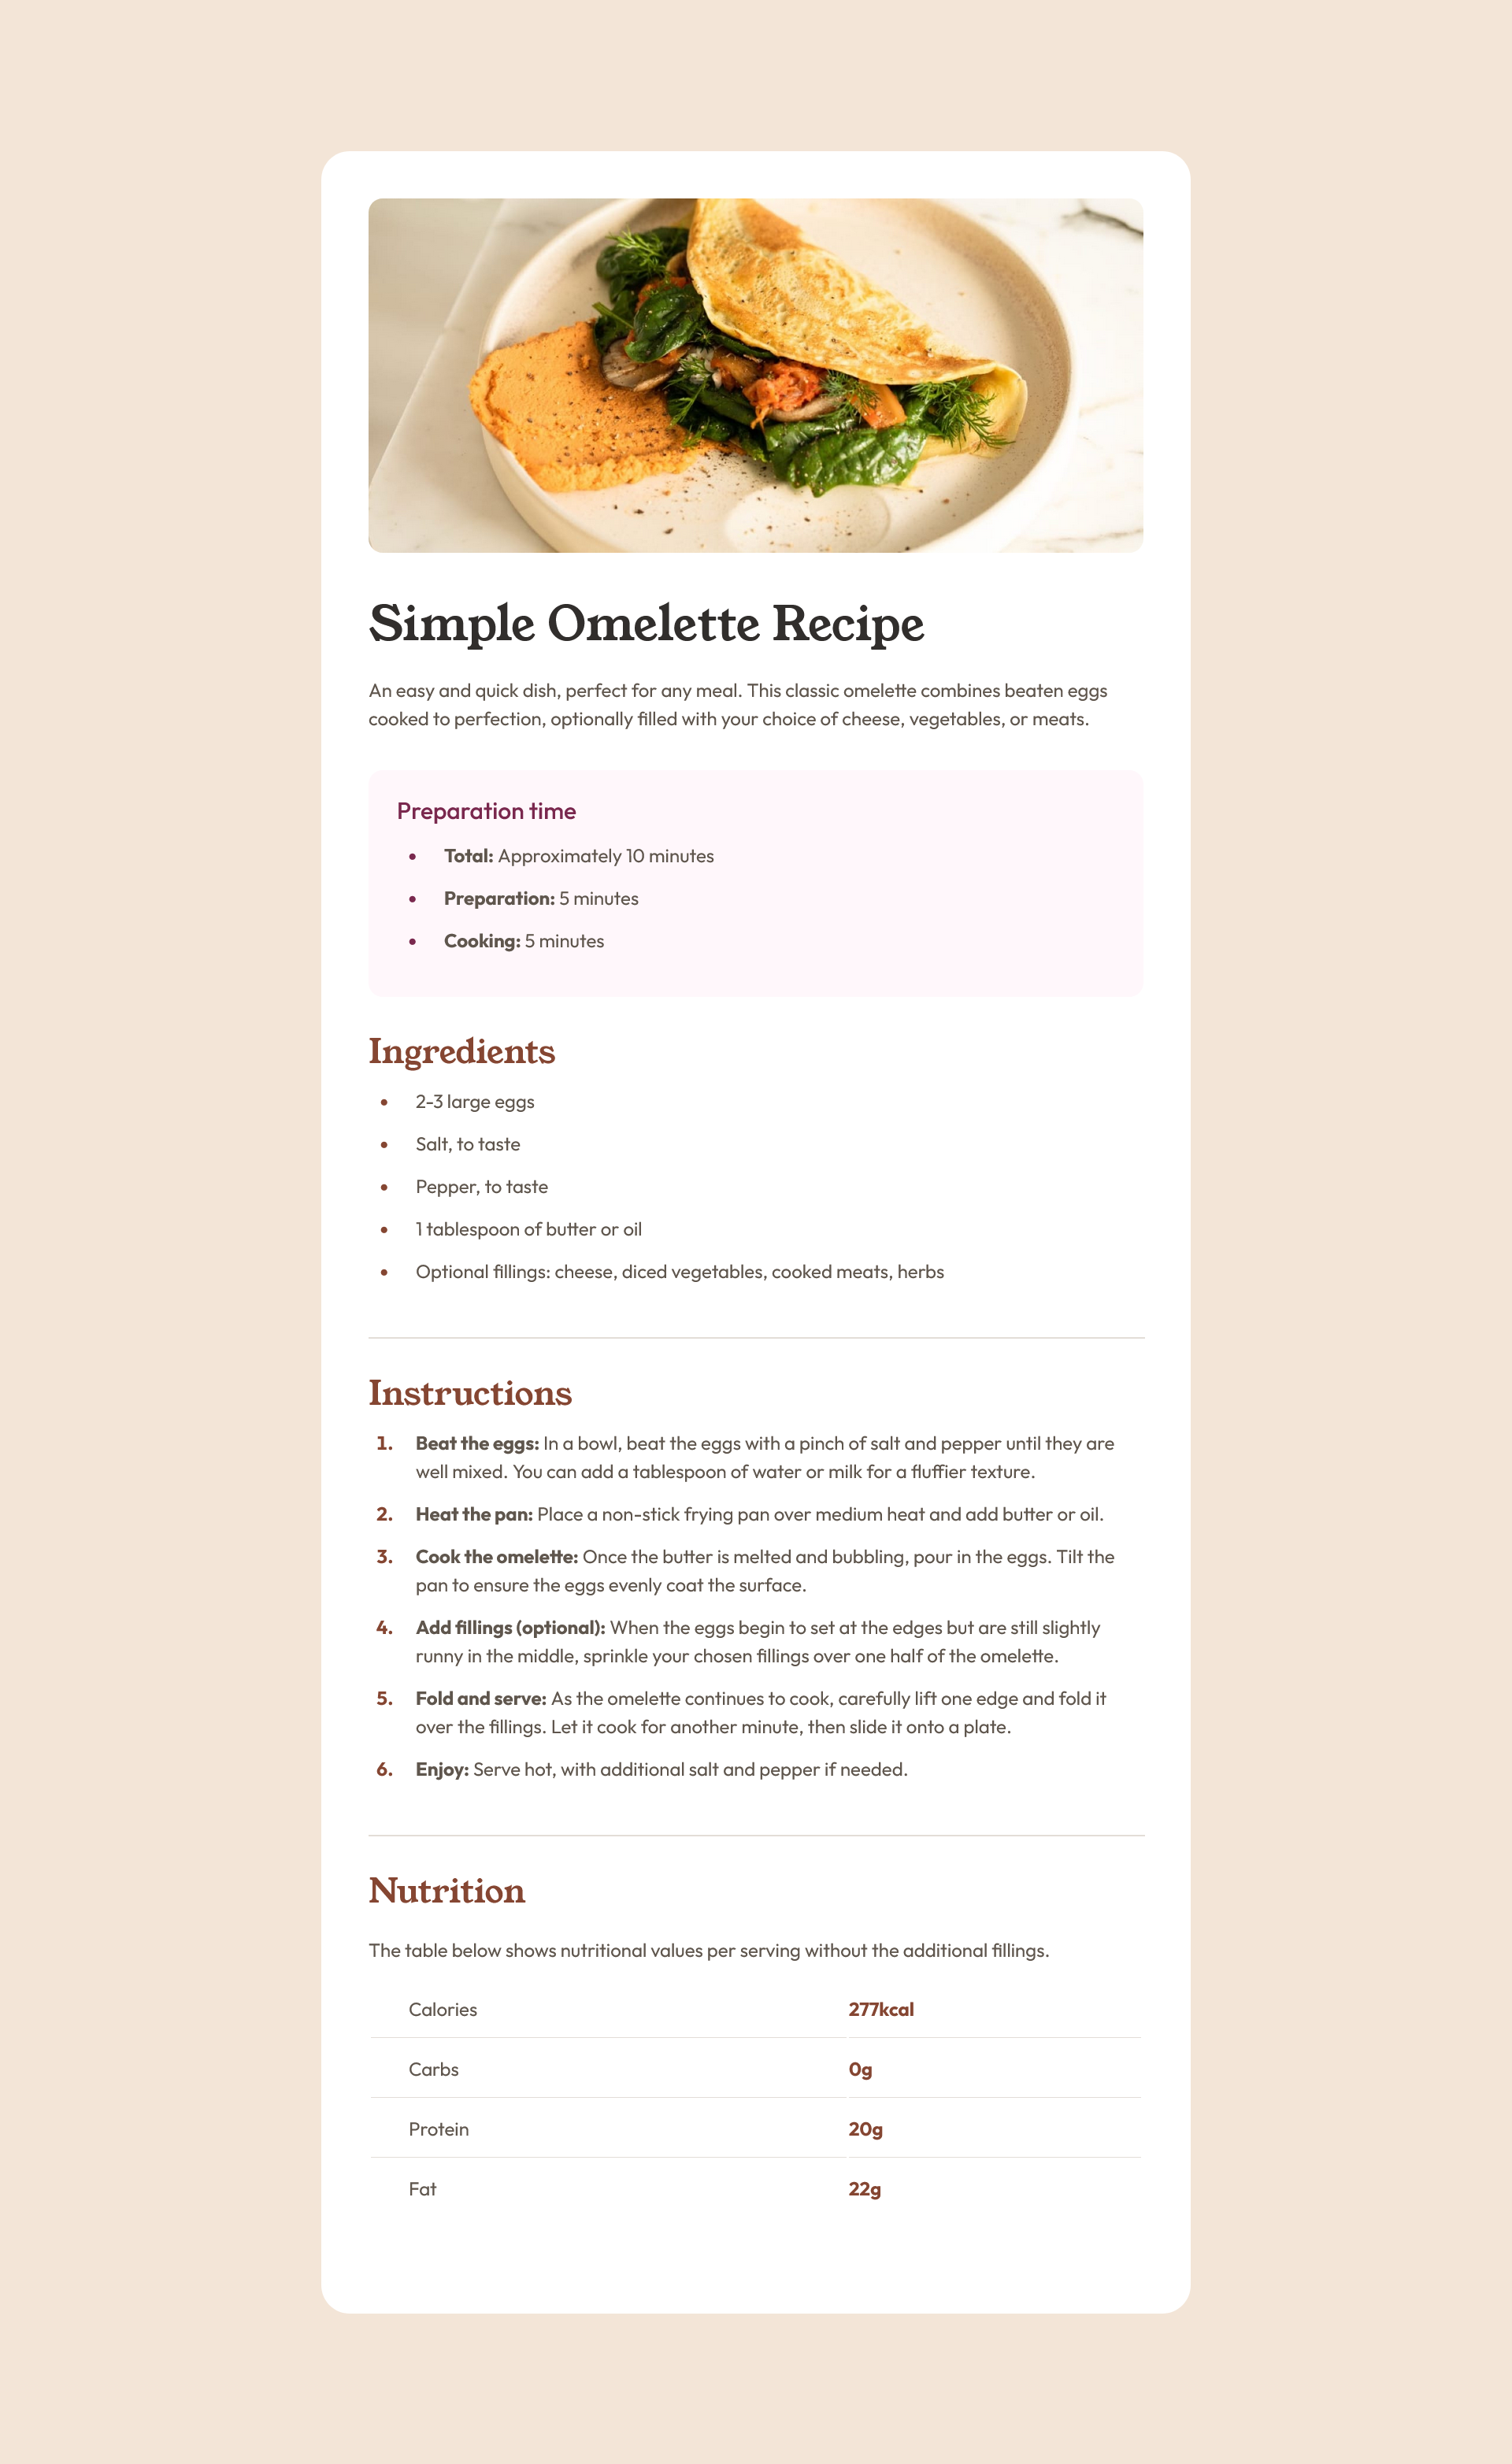 Simple Omelette Recipe
An easy and quick dish, perfect for any meal. This classic omelette combines beaten eggs
cooked to perfection, optionally filled with your choice of cheese, vegetables, or meats.
Preparation time
• Total: Approximately 10 minutes
• Preparation: 5 minutes
• Cooking: 5 minutes
Ingredients
• 2-3 large eggs
• Salt, to taste
• Pepper, to taste
• 1 tablespoon of butter or oil
• Optional fillings: cheese, diced vegetables, cooked meats, herbs
Instructions
1. Beat the eggs: In a bowl, beat the eggs with a pinch of salt and pepper until they are
well mixed. You can add a tablespoon of water or milk for a fluffier texture.
2. Heat the pan: Place a non-stick frying pan over medium heat and add butter or oil.
3. Cook the omelette: Once the butter is melted and bubbling, pour in the eggs. Tilt the
pan to ensure the eggs evenly coat the surface.
4. Add fillings (optional): When the eggs begin to set at the edges but are still slightly
runny in the middle, sprinkle your chosen fillings over one half of the omelette.
5. Fold and serve: As the omelette continues to cook, carefully lift one edge and fold it
over the fillings. Let it cook for another minute, then slide it onto a plate.
6. Enjoy: Serve hot, with additional salt and pepper if needed.
Nutrition
The table below shows nutritional values per serving without the additional fillings.
Calories 277kcal
Carbs 0g
Protein 20g
Fat 22g